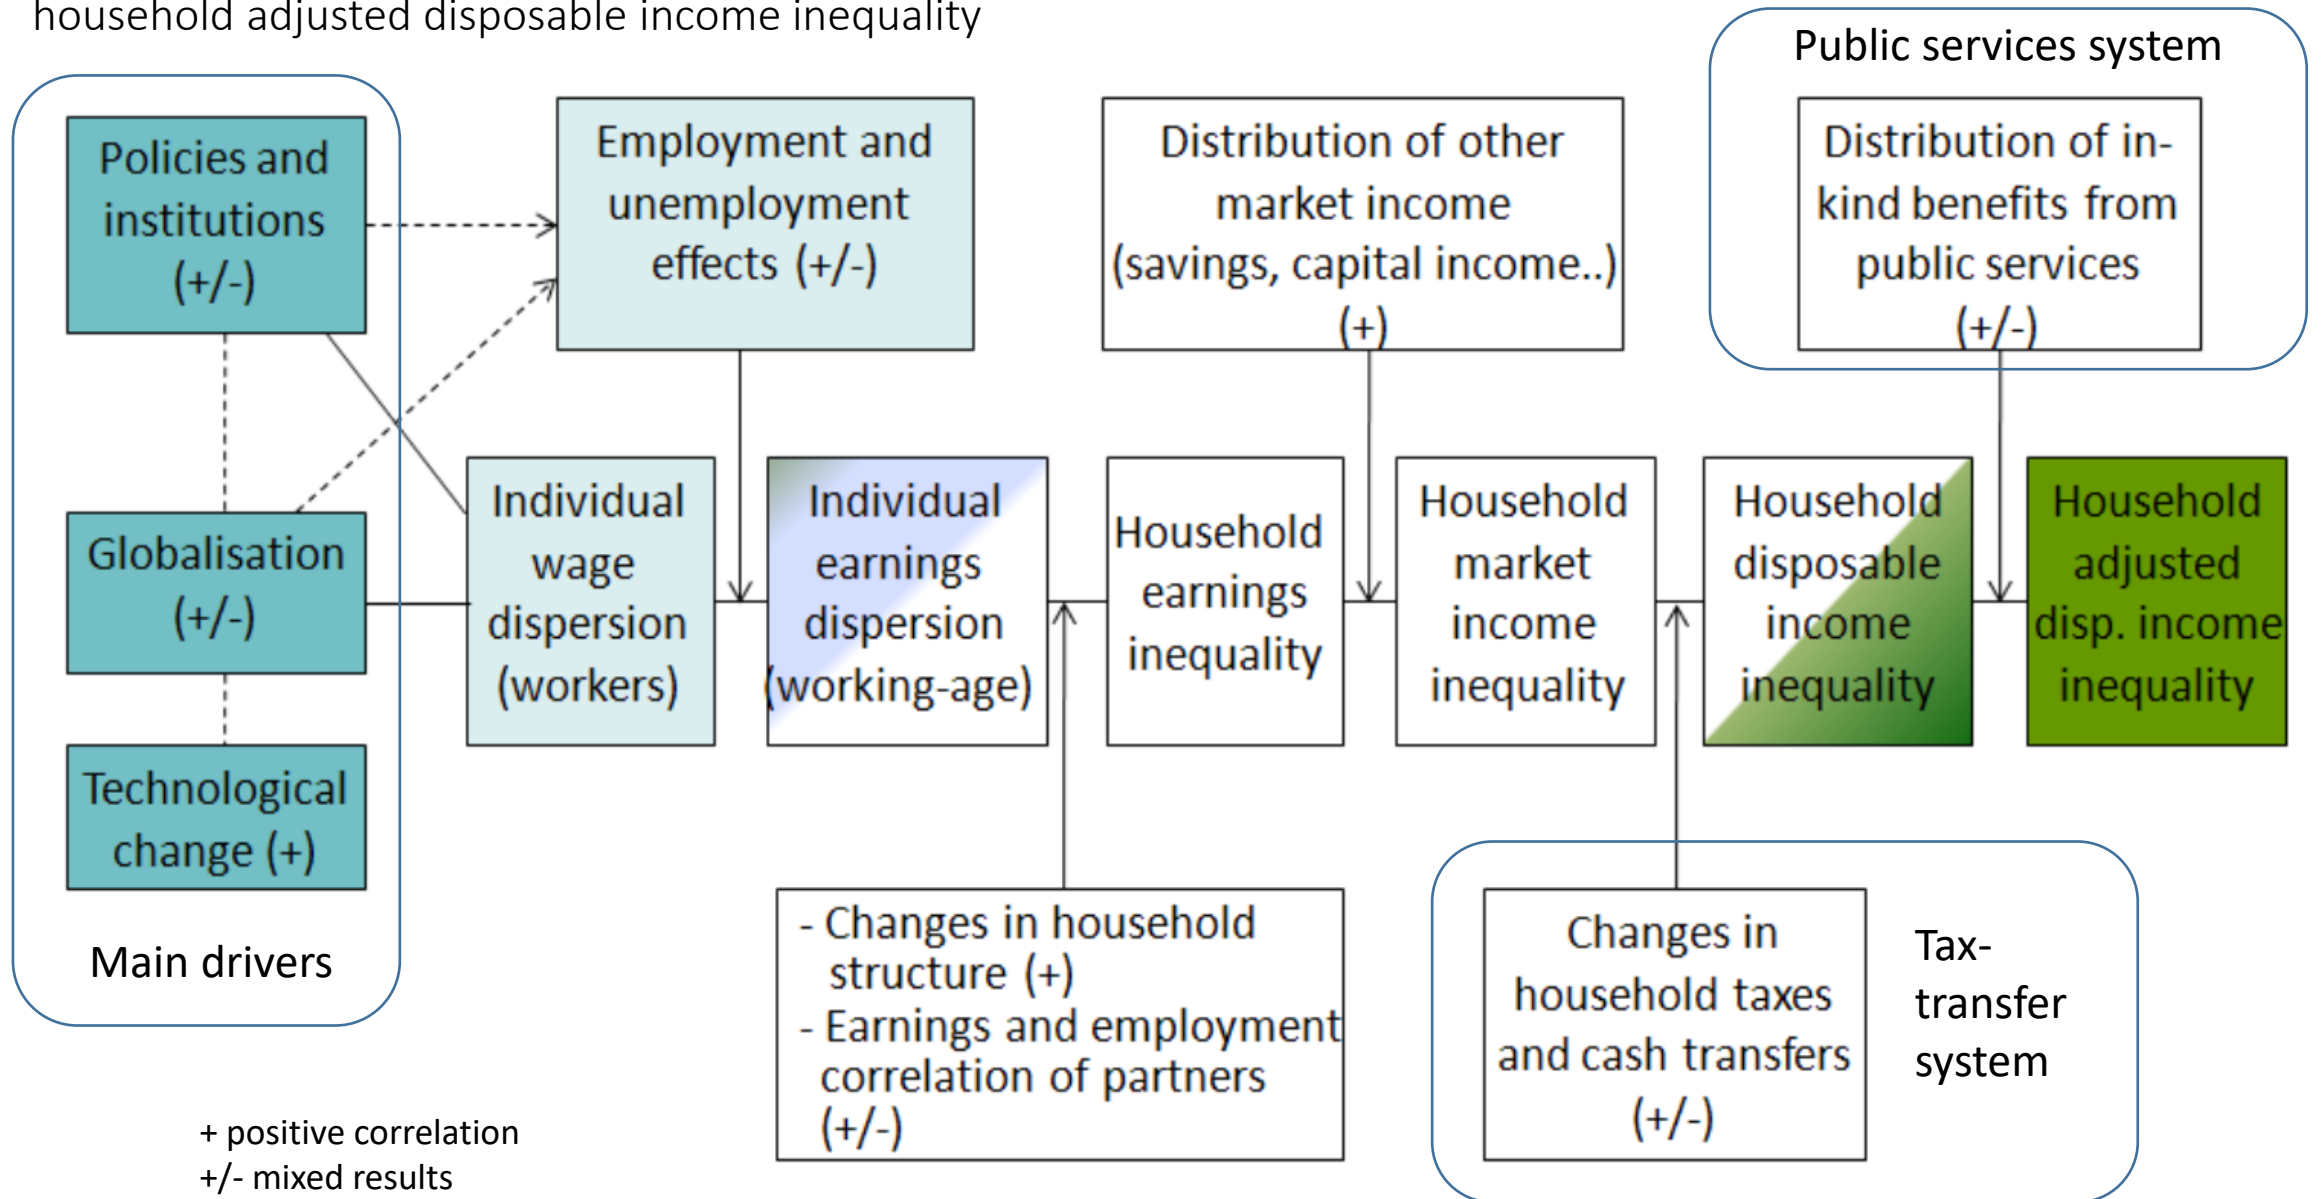 household adjusted disposable income inequality
Public services system
Policies and
institutions
(+/-)
Employment and
unemployment
effects (+/-)
Distribution of other
market income
(savings, capital income..)
(+)
Distribution of in-
kind benefits from
public services
(+/-)
Globalisation
(+/-)
Technological
change (+)
Main drivers
Individual
wage
dispersion
(workers)
Individual
earnings
dispersion
(working-age)
Household
earnings
inequality
Household
market
income
inequality
Household
disposable
income
inequality
Household
adjusted
disp. income
inequality
- Changes in household
structure (+)
- Earnings and employment
correlation of partners
(+/-)
Changes in
household taxes
and cash transfers
(+/-)
Tax-
transfer
system
+ positive correlation
+/- mixed results